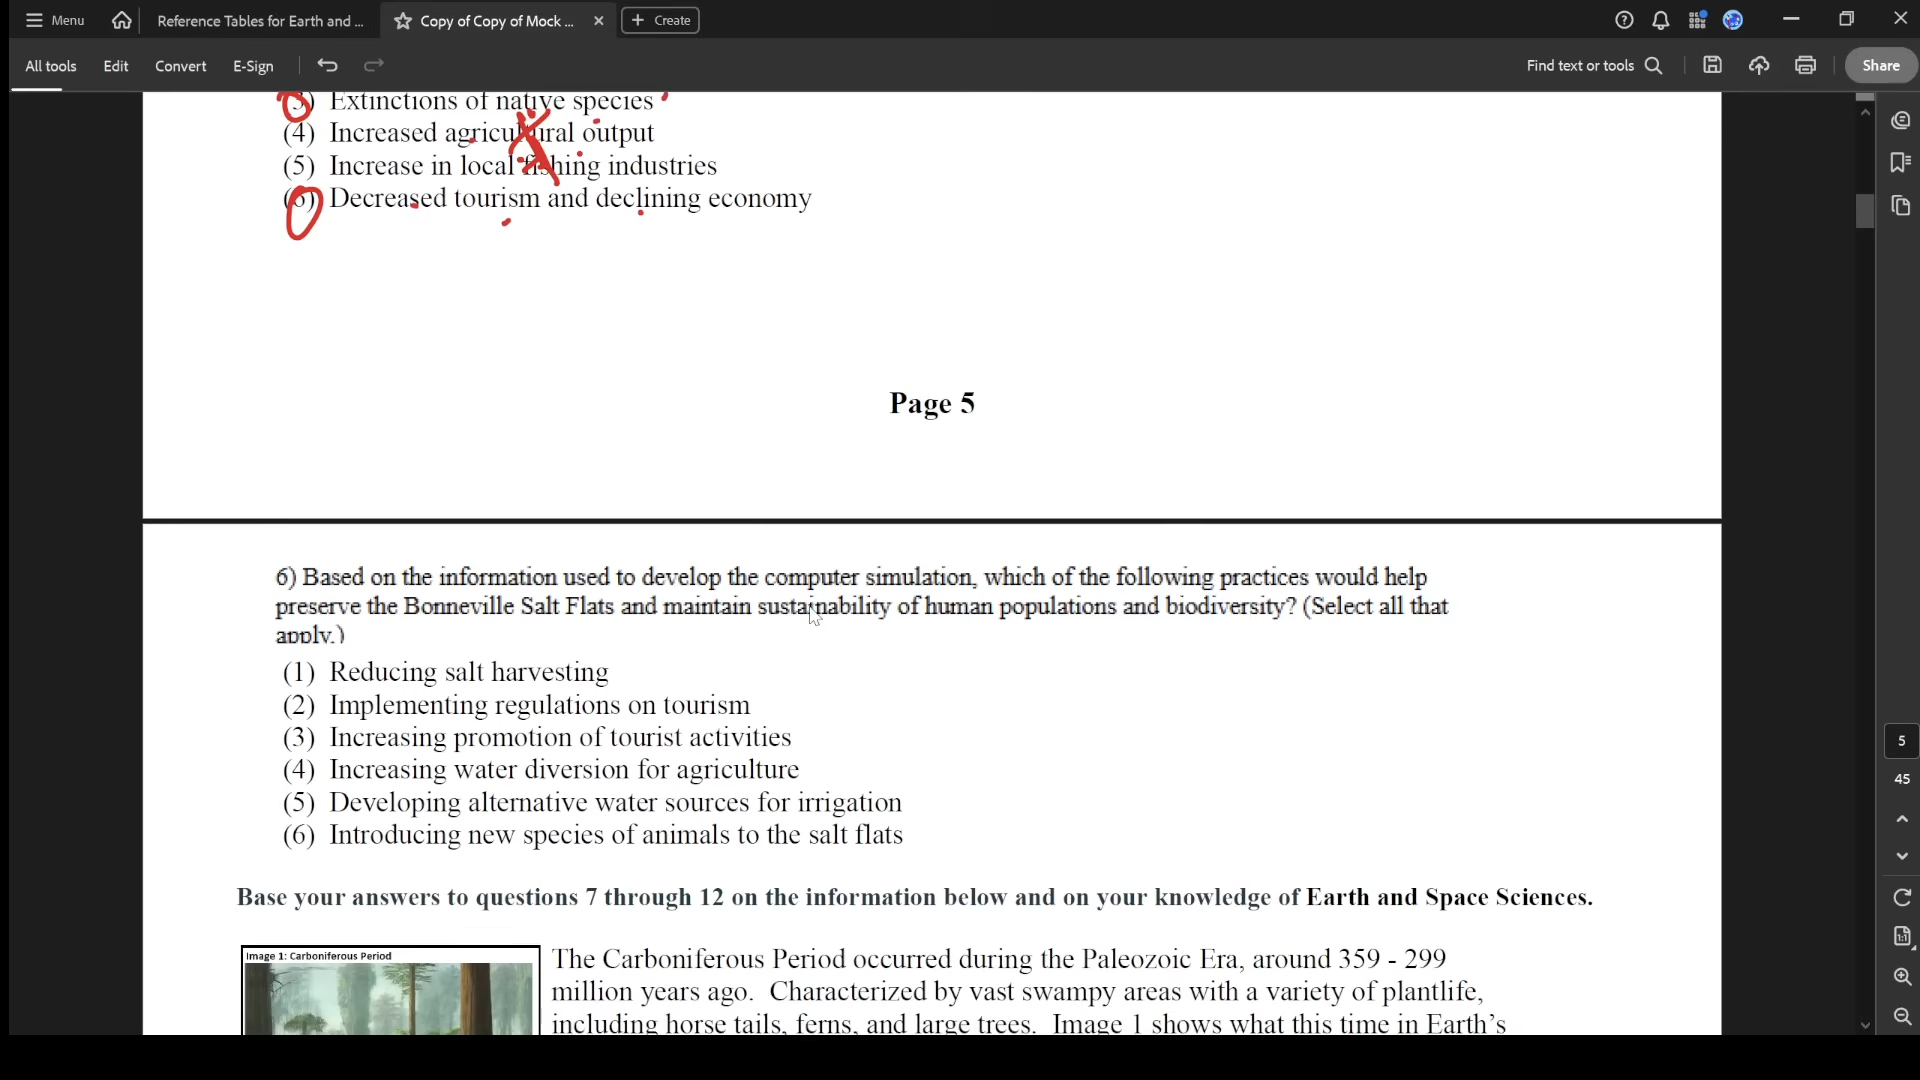 Menu
Reference Tables for Earth and ...
Copy of Copy of Mock ...
Create
All tools
Edit
Convert
E-Sign
Find text or tools
Share
(3) Extinctions of native species
(4) Increased agricultural output
(5) Increase in local fishing industries
(6) Decreased tourism and declining economy
Page 5
6) Based on the information used to develop the computer simulation, which of the following practices would help
preserve the Bonneville Salt Flats and maintain sustainability of human populations and biodiversity? (Select all that
apply.)
(1) Reducing salt harvesting
(2) Implementing regulations on tourism
(3) Increasing promotion of tourist activities
(4) Increasing water diversion for agriculture
(5) Developing alternative water sources for irrigation
(6) Introducing new species of animals to the salt flats
5
45
Base your answers to questions 7 through 12 on the information below and on your knowledge of Earth and Space Sciences.
Image 1: Carboniferous Period
The Carboniferous Period occurred during the Paleozoic Era, around 359 - 299
million years ago. Characterized by vast swampy areas with a variety of plantlife,
including horse tails, ferns, and large trees. Image 1 shows what this time in Earth's